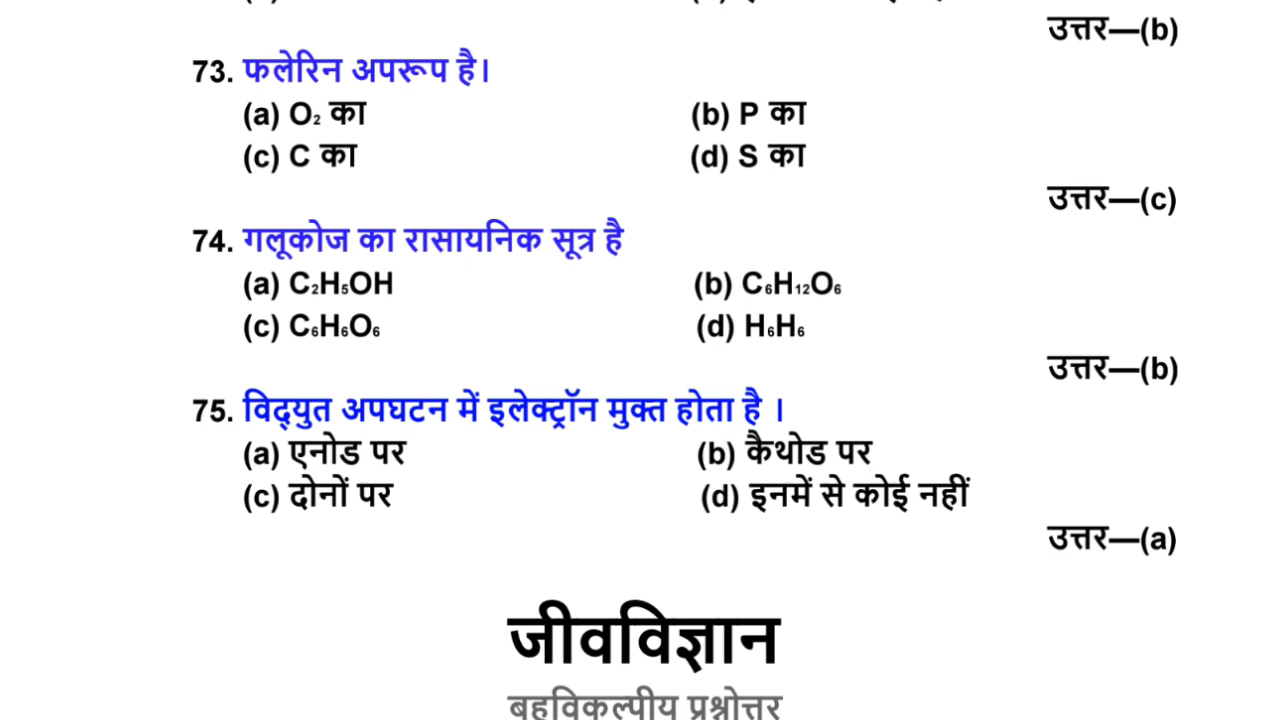 उत्तर—(b)
73. फलेरिन अपरूप है।
(a) O₂ का (b) P का
(c) C का (d) S का
उत्तर—(c)
74. गलूकोज का रासायनिक सूत्र है
(a) C₂H₅OH (b) C₆H₁₂O₆
(c) C₆H₆O₆ (d) H₆H₆
उत्तर—(b)
75. विद्युत अपघटन में इलेक्ट्रॉन मुक्त होता है ।
(a) एनोड पर (b) कैथोड पर
(c) दोनों पर (d) इनमें से कोई नहीं
उत्तर—(a)
जीवविज्ञान
बहुविकल्पीय प्रश्नोत्तर